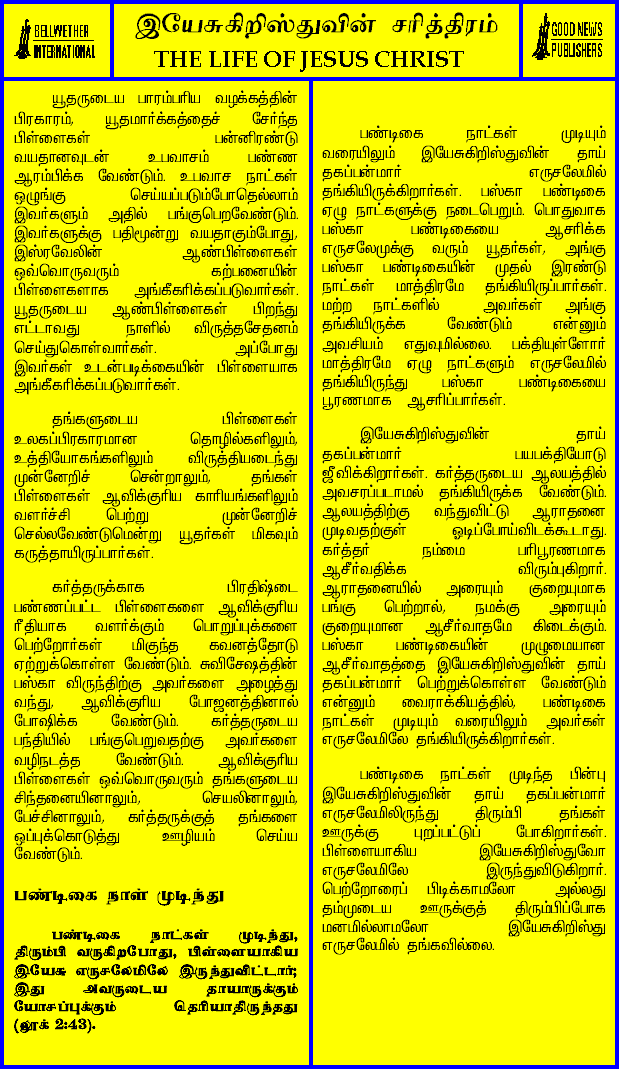 BELLWETHER
INTERNATIONAL
இயேசுகிறிஸ்துவின் சரித்திரம்
THE LIFE OF JESUS CHRIST
GOOD NEWS
PUBLISHERS
யூதருடைய பாரம்பரிய வழக்கத்தின்
பிரகாரம், யூதமார்க்கத்தைச் சேர்ந்த
பிள்ளைகள் பன்னிரண்டு
வயதானவுடன் உபவாசம் பண்ண
ஆரம்பிக்க வேண்டும். உபவாச நாட்கள்
ஒழுங்கு செய்யப்படும்போதெல்லாம்
இவர்களும் அதில் பங்குபெறவேண்டும்.
இவர்களுக்கு பதிமூன்று வயதாகும்போது,
இஸ்ரவேலின் ஆண்பிள்ளைகள்
ஒவ்வொருவரும் கற்பனையின்
பிள்ளைகளாக அங்கீகரிக்கப்படுவார்கள்.
யூதருடைய ஆண்பிள்ளைகள் பிறந்து
எட்டாவது நாளில் விருத்தசேதனம்
செய்துகொள்வார்கள். அப்போது
இவர்கள் உடன்படிக்கையின் பிள்ளையாக
அங்கீகரிக்கப்படுவார்கள்.
தங்களுடைய பிள்ளைகள்
உலகப்பிரகாரமான தொழில்களிலும்,
உத்தியோகங்களிலும் விருத்தியடைந்து
முன்னேறிச் சென்றாலும், தங்கள்
பிள்ளைகள் ஆவிக்குரிய காரியங்களிலும்
வளர்ச்சி பெற்று முன்னேறிச்
செல்லவேண்டுமென்று யூதர்கள் மிகவும்
கருத்தாயிருப்பார்கள்.
கர்த்தருக்காக பிரதிஷ்டை
பண்ணப்பட்ட பிள்ளைகளை ஆவிக்குரிய
ரீதியாக வளர்க்கும் பொறுப்புக்களை
பெற்றோர்கள் மிகுந்த கவனத்தோடு
ஏற்றுக்கொள்ள வேண்டும். சுவிசேஷத்தின்
பஸ்கா விருந்திற்கு அவர்களை அழைத்து
வந்து, ஆவிக்குரிய போஜனத்தினால்
போஷிக்க வேண்டும். கர்த்தருடைய
பந்தியில் பங்குபெறுவதற்கு அவர்களை
வழிநடத்த வேண்டும். ஆவிக்குரிய
பிள்ளைகள் ஒவ்வொருவரும் தங்களுடைய
சிந்தனையினாலும், செயலினாலும்,
பேச்சினாலும், கர்த்தருக்குத் தங்களை
ஒப்புக்கொடுத்து ஊழியம் செய்ய
வேண்டும்.
பண்டிகை நாள் முடிந்து
பண்டிகை நாட்கள் முடிந்து,
திரும்பி வருகிறபோது, பிள்ளையாகிய
இயேசு எருசலேமிலே இருந்துவிட்டார்;
இது அவருடைய தாயாருக்கும்
யோசப்புக்கும் தெரியாதிருந்தது
(லூக் 2:43).
பண்டிகை நாட்கள் முடியும்
வரையிலும் இயேசுகிறிஸ்துவின் தாய்
தகப்பன்மார் எருசலேமில்
தங்கியிருக்கிறார்கள். பஸ்கா பண்டிகை
ஏழு நாட்களுக்கு நடைபெறும். பொதுவாக
பஸ்கா பண்டிகையை ஆசரிக்க
எருசலேமுக்கு வரும் யூதர்கள், அங்கு
பஸ்கா பண்டிகையின் முதல் இரண்டு
நாட்கள் மாத்திரமே தங்கியிருப்பார்கள்.
மற்ற நாட்களில் அவர்கள் அங்கு
தங்கியிருக்க வேண்டும் என்னும்
அவசியம் எதுவுமில்லை. பக்தியுள்ளோர்
மாத்திரமே ஏழு நாட்களும் எருசலேமில்
தங்கியிருந்து பஸ்கா பண்டிகையை
பூரணமாக ஆசரிப்பார்கள்.
இயேசுகிறிஸ்துவின் தாய்
தகப்பன்மார் பயபக்தியோடு
ஜீவிக்கிறார்கள். கர்த்தருடைய ஆலயத்தில்
அவசரப்படாமல் தங்கியிருக்க வேண்டும்.
ஆலயத்திற்கு வந்துவிட்டு ஆராதனை
முடிவதற்குள் ஓடிப்போய்விடக்கூடாது.
கர்த்தர் நம்மை பரிபூரணமாக
ஆசீர்வதிக்க விரும்புகிறார்.
ஆராதனையில் அரையும் குறையுமாக
பங்கு பெற்றால், நமக்கு அரையும்
குறையுமான ஆசீர்வாதமே கிடைக்கும்.
பஸ்கா பண்டிகையின் முழுமையான
ஆசீர்வாதத்தை இயேசுகிறிஸ்துவின் தாய்
தகப்பன்மார் பெற்றுக்கொள்ள வேண்டும்
என்னும் வைராக்கியத்தில், பண்டிகை
நாட்கள் முடியும் வரையிலும் அவர்கள்
எருசலேமிலே தங்கியிருக்கிறார்கள்.
பண்டிகை நாட்கள் முடிந்த பின்பு
இயேசுகிறிஸ்துவின் தாய் தகப்பன்மார்
எருசலேமிலிருந்து திரும்பி தங்கள்
ஊருக்கு புறப்பட்டுப் போகிறார்கள்.
பிள்ளையாகிய இயேசுகிறிஸ்துவோ
எருசலேமிலே இருந்துவிடுகிறார்.
பெற்றோரைப் பிடிக்காமலோ அல்லது
தம்முடைய ஊருக்குத் திரும்பிப்போக
மனமில்லாமலோ இயேசுகிறிஸ்து
எருசலேமில் தங்கவில்லை.